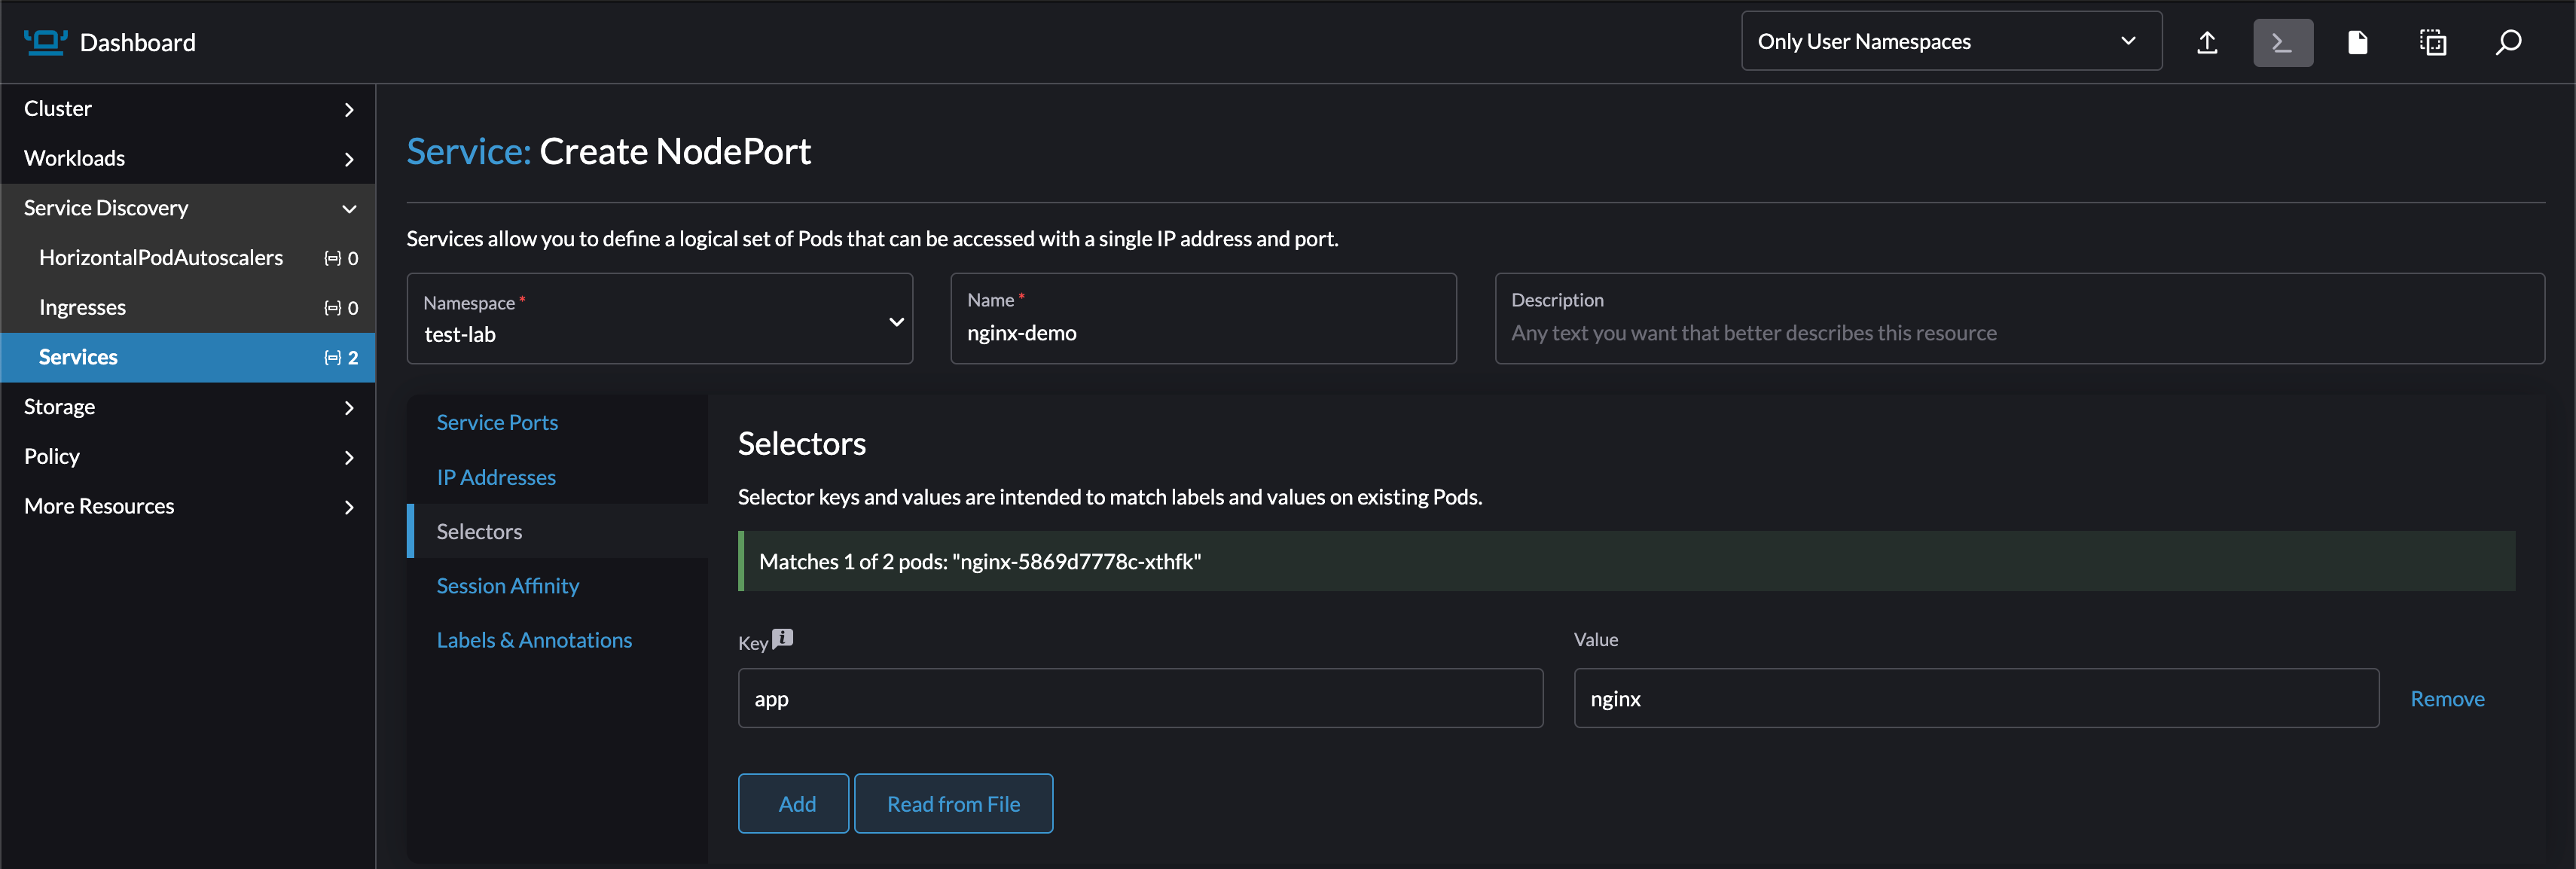 Dashboard
Only User Namespaces
Cluster
Workloads
Service Discovery
HorizontalPodAutoscalers 0
Ingresses 0
Services 2
Storage
Policy
More Resources
Service: Create NodePort
Services allow you to define a logical set of Pods that can be accessed with a single IP address and port.
Namespace *
test-lab
Name *
nginx-demo
Description
Any text you want that better describes this resource
Service Ports
IP Addresses
Selectors
Session Affinity
Labels & Annotations
Selectors
Selector keys and values are intended to match labels and values on existing Pods.
Matches 1 of 2 pods: "nginx-5869d7778c-xthfk"
Key
Value
app
nginx
Remove
Add
Read from File